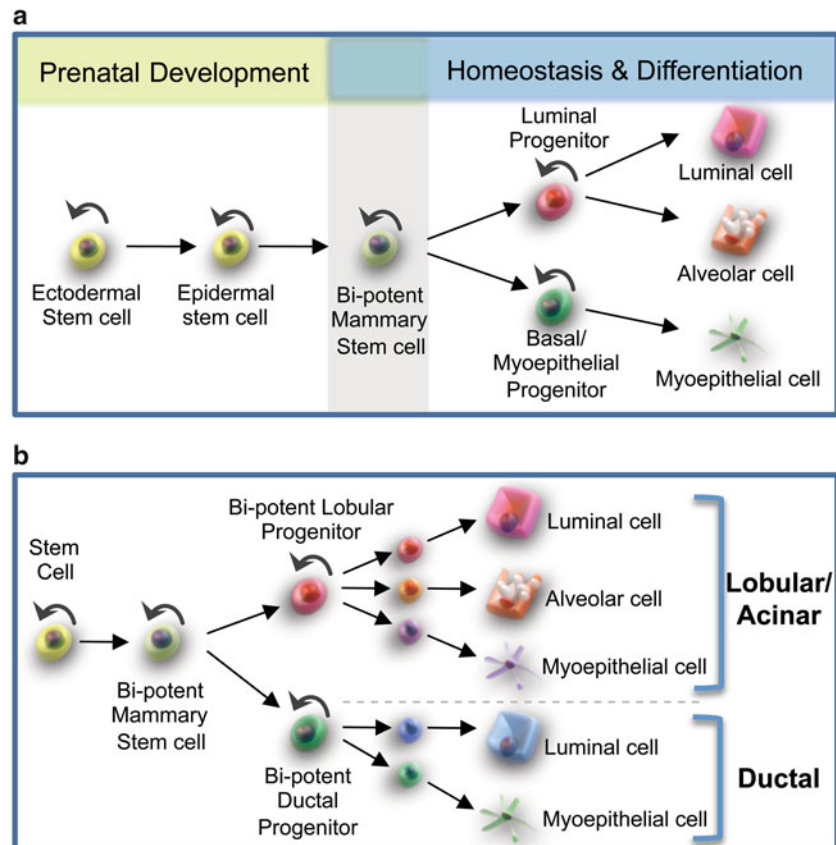 a
Prenatal Development
Homeostasis & Differentiation
Luminal
Progenitor
Luminal cell
Ectodermal
Stem cell
Epidermal
stem cell
Bi-potent
Mammary
Stem cell
Alveolar cell
Basal/
Myoepithelial
Progenitor
Myoepithelial cell
b
Bi-potent Lobular
Progenitor
Stem
Cell
Luminal cell
Alveolar cell
Lobular/
Acinar
Bi-potent
Mammary
Stem cell
Myoepithelial cell
Bi-potent
Ductal
Progenitor
Luminal cell
Ductal
Myoepithelial cell